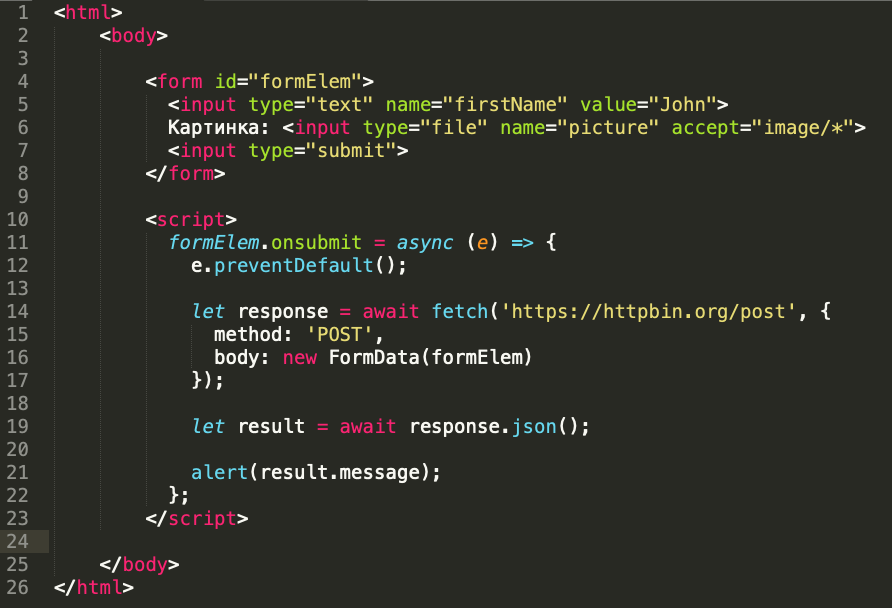 1 <html>
2 <body>
3
4 <form id="formElem">
5 <input type="text" name="firstName" value="John">
6 Картинка: <input type="file" name="picture" accept="image/*">
7 <input type="submit">
8 </form>
9
10 <script>
11 formElem.onsubmit = async (e) => {
12 e.preventDefault();
13
14 let response = await fetch('https://httpbin.org/post', {
15 method: 'POST',
16 body: new FormData(formElem)
17 });
18
19 let result = await response.json();
20
21 alert(result.message);
22 };
23 </script>
24
25 </body>
26 </html>